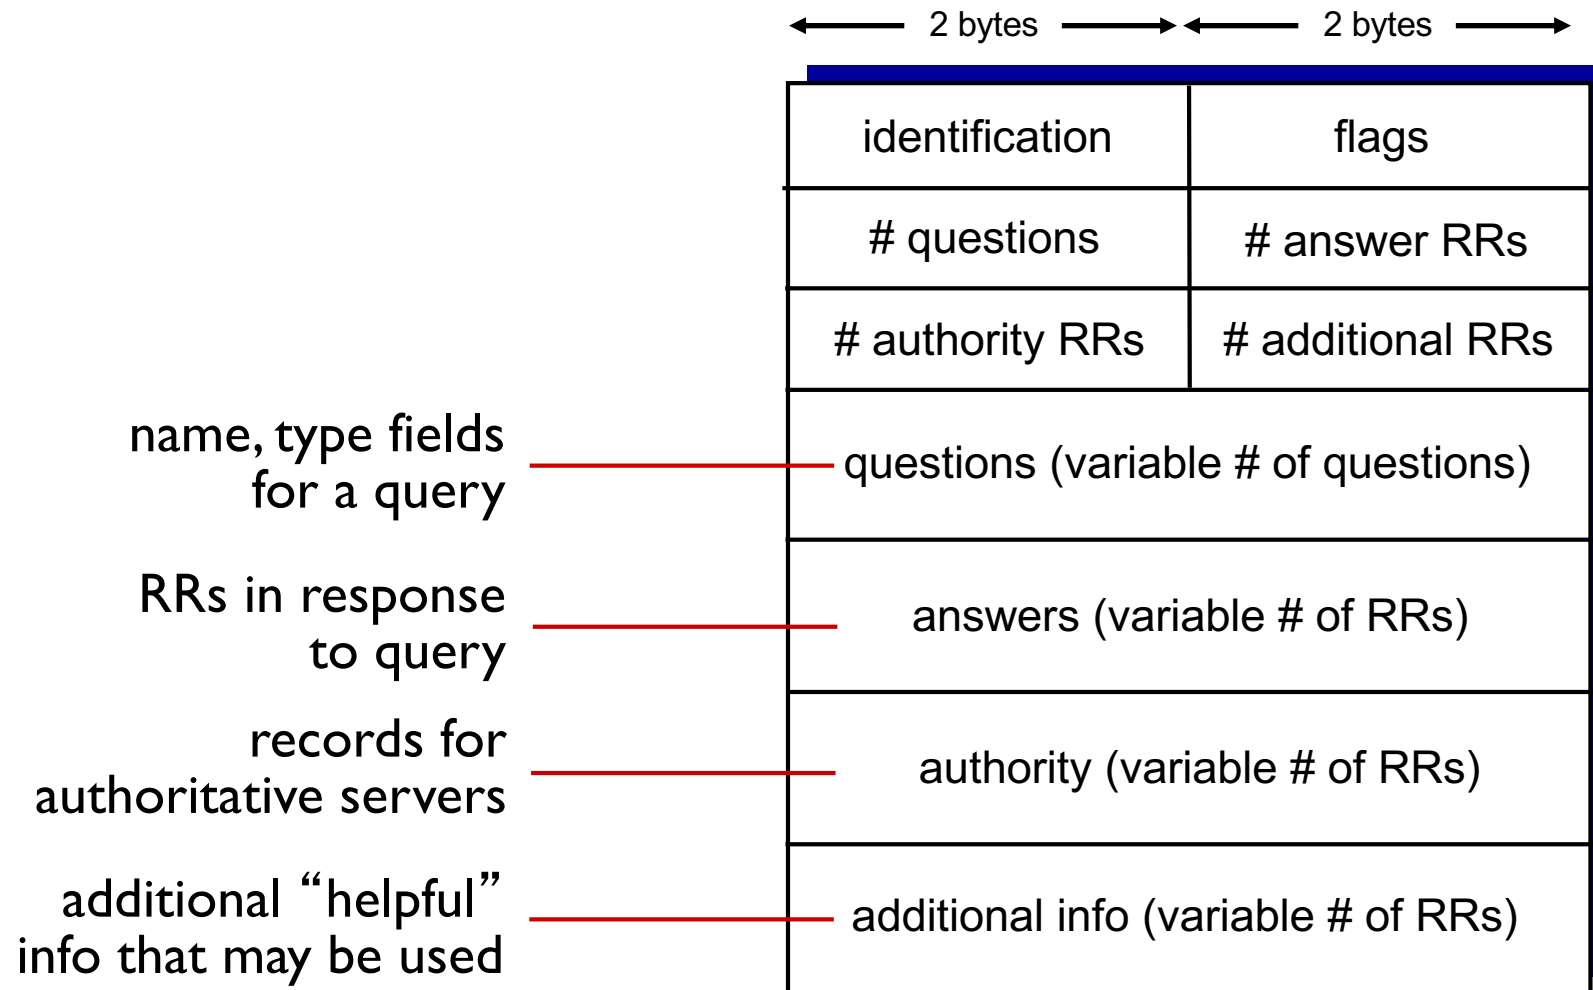 2 bytes 2 bytes
identification flags
# questions # answer RRs
# authority RRs # additional RRs
name, type fields
for a query
questions (variable # of questions)
RRs in response
to query
answers (variable # of RRs)
records for
authoritative servers
authority (variable # of RRs)
additional “helpful”
info that may be used
additional info (variable # of RRs)